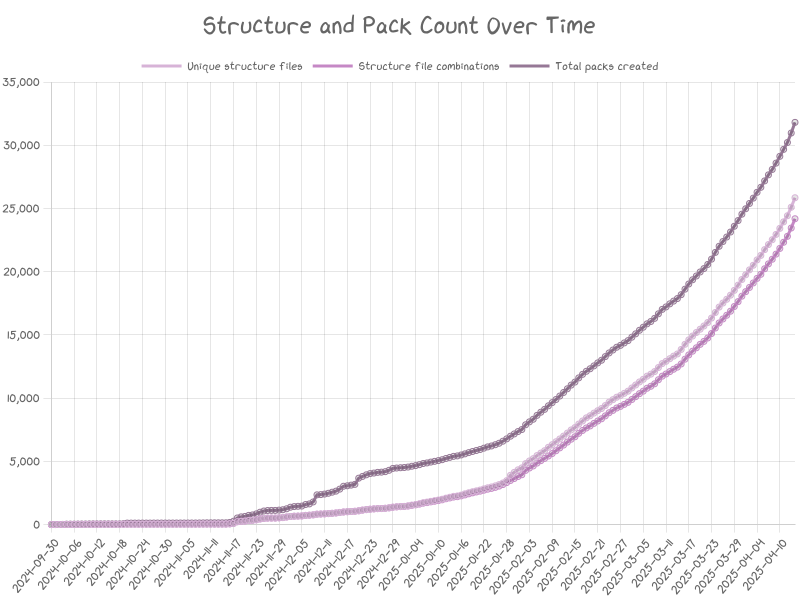 Structure and Pack Count Over Time
Unique structure files Structure file combinations Total packs created
35,000
30,000
25,000
20,000
15,000
10,000
5,000
0
2024-09-30 2024-10-06 2024-10-12 2024-10-18 2024-10-24 2024-10-30 2024-11-05 2024-11-11 2024-11-17 2024-11-23 2024-11-29 2024-12-05 2024-12-11 2024-12-17 2024-12-23 2024-12-29 2025-01-04 2025-01-10 2025-01-16 2025-01-22 2025-01-28 2025-02-03 2025-02-09 2025-02-15 2025-02-21 2025-02-27 2025-03-05 2025-03-11 2025-03-17 2025-03-23 2025-03-29 2025-04-04 2025-04-10